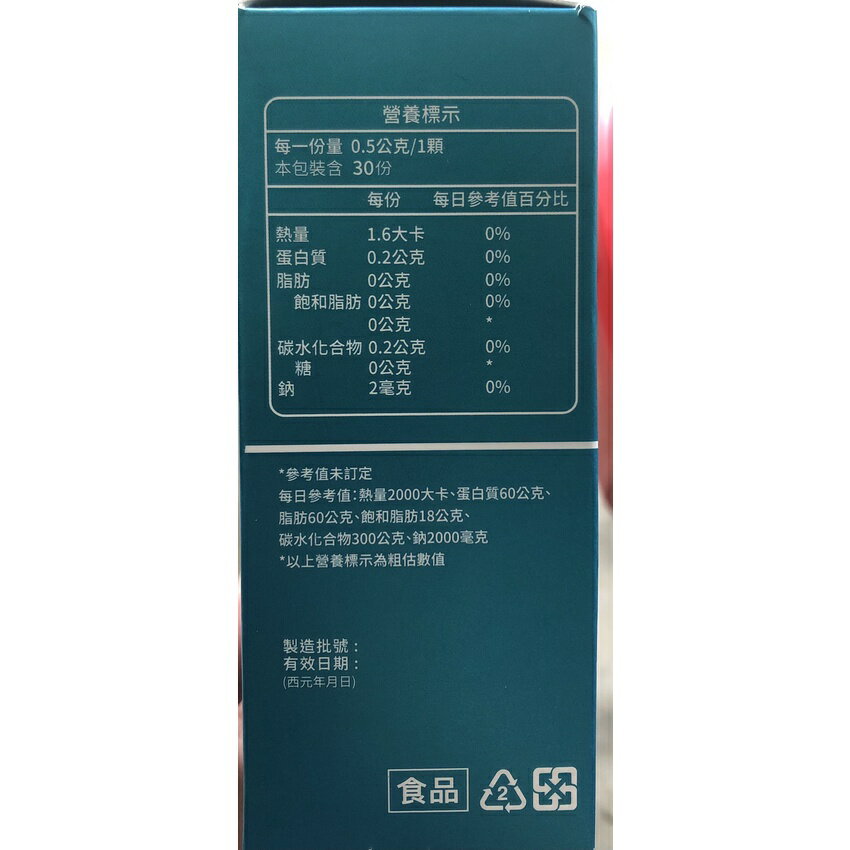 營養標示
每一份量 0.5公克/1顆
本包裝含 30份
每份 每日參考值百分比
熱量 1.6大卡 0%
蛋白質 0.2公克 0%
脂肪 0公克 0%
飽和脂肪 0公克 0%
0公克 *
碳水化合物 0.2公克 0%
糖 0公克 *
鈉 2毫克 0%
*參考值未訂定
每日參考值:熱量2000大卡、蛋白質60公克、
脂肪60公克、飽和脂肪18公克、
碳水化合物300公克、鈉2000毫克
*以上營養標示為粗估數值
製造批號:
有效日期:
(西元年月日)
食品 2